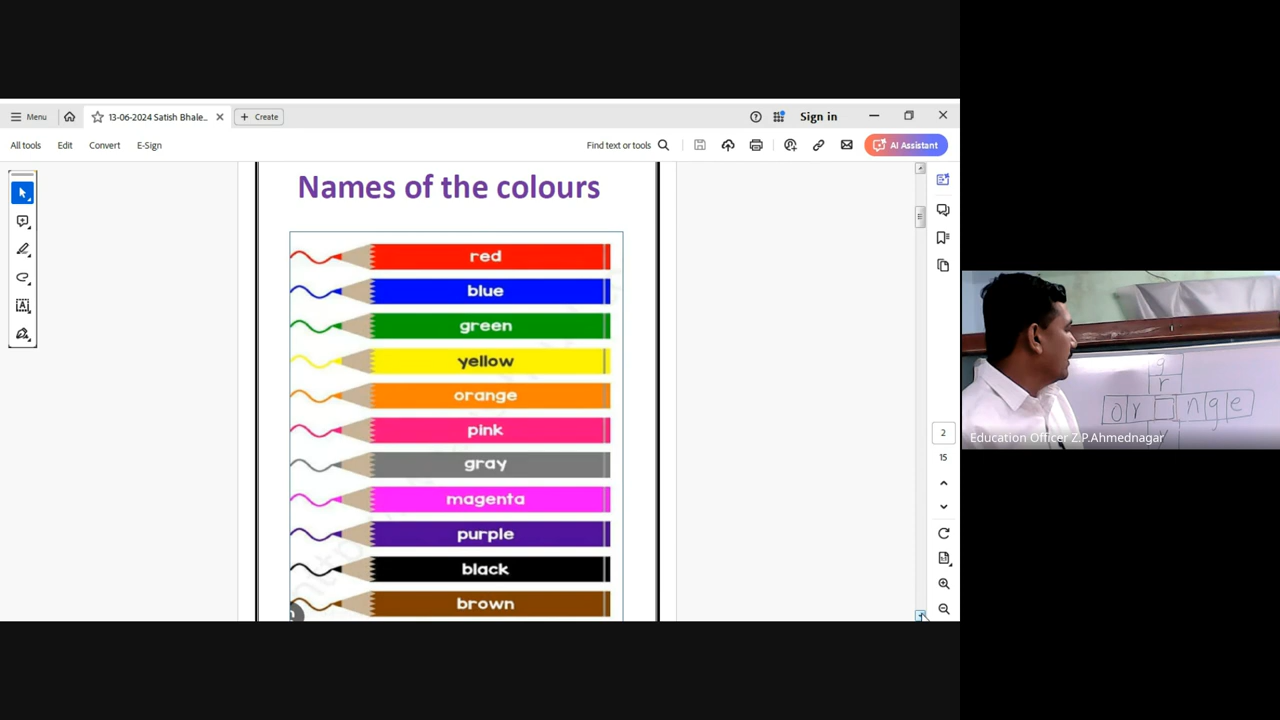 Menu
13-06-2024 Satish Bhale...
Create
Sign in
All tools
Edit
Convert
E-Sign
Find text or tools
AI Assistant
Names of the colours
red
blue
green
yellow
orange
pink
gray
magenta
purple
black
brown
2
15
g
r
o r n g e
y
Education Officer Z.P.Ahmednagar